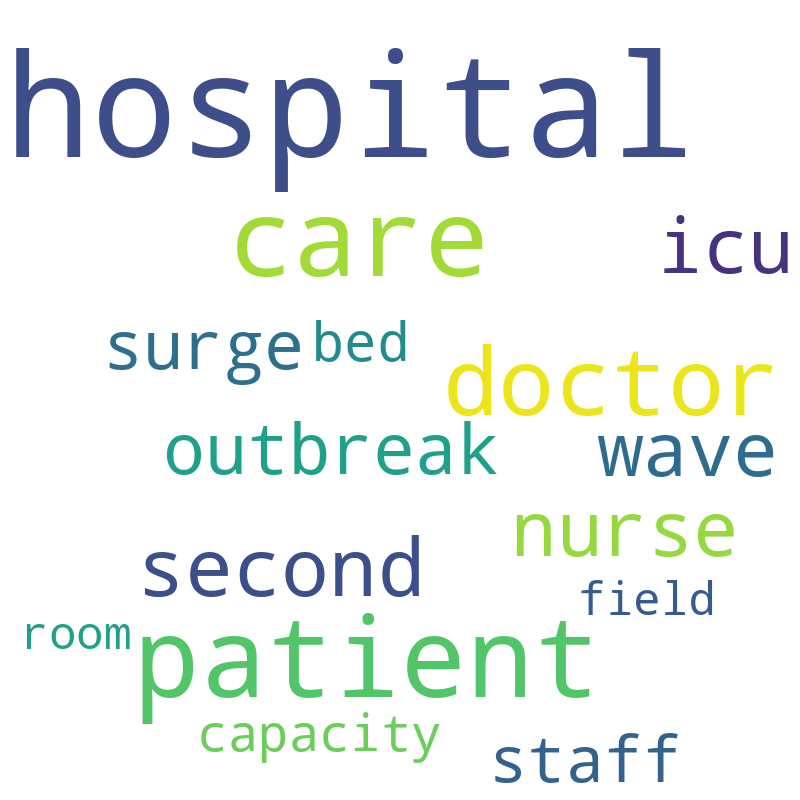 hospital
care icu
surge bed
doctor
outbreak wave
nurse
second
field
room patient
capacity
staff